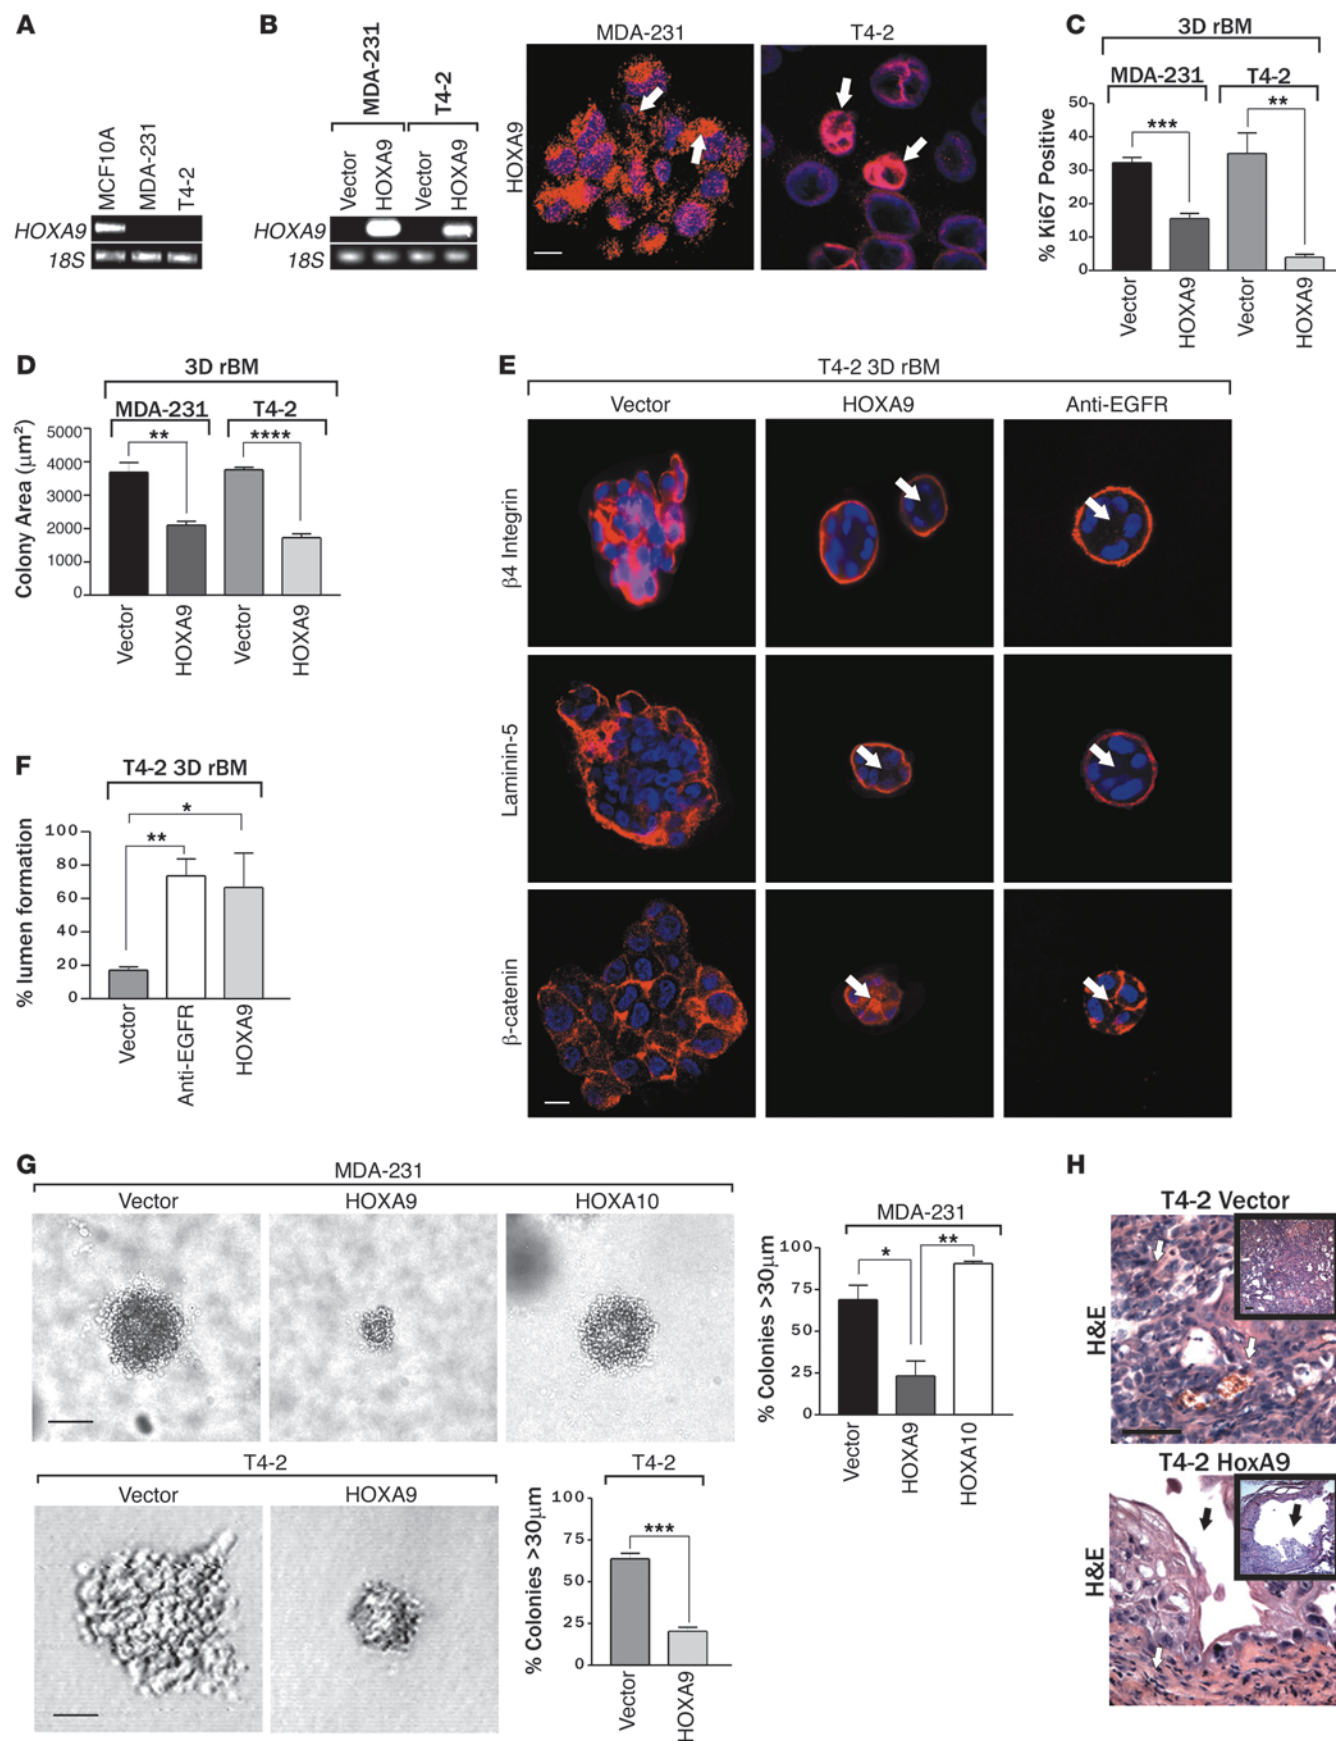 A
MCF10A
MDA-231
T4-2
HOXA9
18S
B
MDA-231
T4-2
Vector
HOXA9
Vector
HOXA9
HOXA9
18S
MDA-231
T4-2
HOXA9
C
3D rBM
MDA-231
T4-2
% Ki67 Positive
50
40
30
20
10
0
***
**
Vector
HOXA9
Vector
HOXA9
D
3D rBM
MDA-231
T4-2
Colony Area (μm²)
5000
4000
3000
2000
1000
0
**
****
Vector
HOXA9
Vector
HOXA9
E
T4-2 3D rBM
Vector
HOXA9
Anti-EGFR
β4 Integrin
Laminin-5
β-catenin
F
T4-2 3D rBM
% lumen formation
100
80
60
40
20
0
*
**
Vector
Anti-EGFR
HOXA9
G
MDA-231
Vector
HOXA9
HOXA10
MDA-231
% Colonies >30μm
100
75
50
25
0
*
**
Vector
HOXA9
HOXA10
T4-2
Vector
HOXA9
T4-2
% Colonies >30μm
100
75
50
25
0
***
Vector
HOXA9
H
T4-2 Vector
H&E
T4-2 HoxA9
H&E